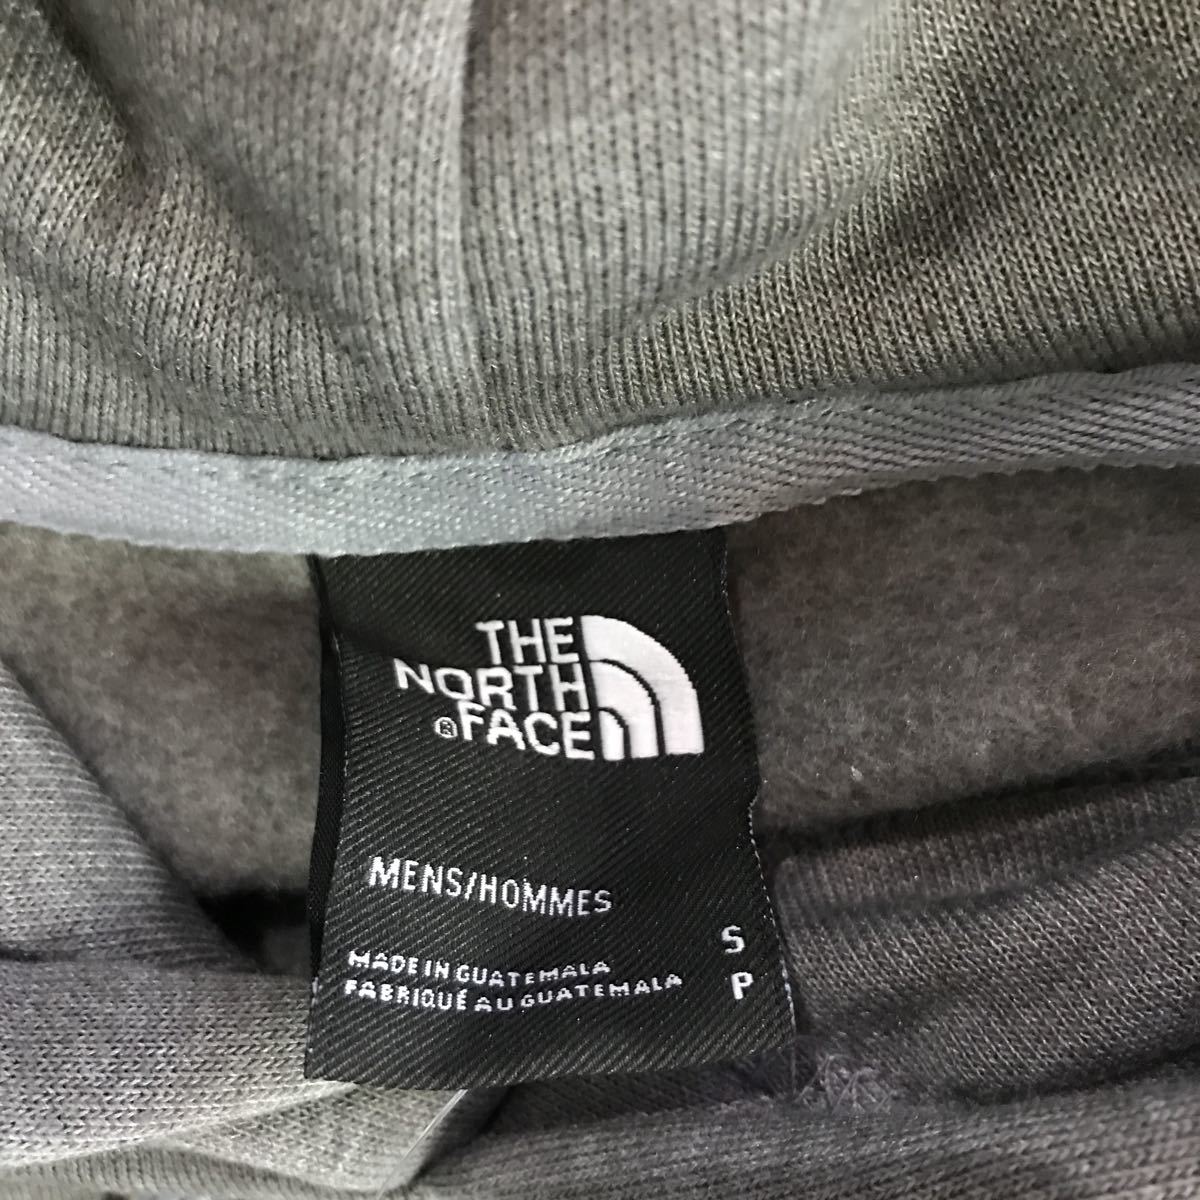 THE
NORTH
® FACE
MENS/HOMMES
S
MADE IN GUATEMALA
FABRIQUÉ AU GUATEMALA
P